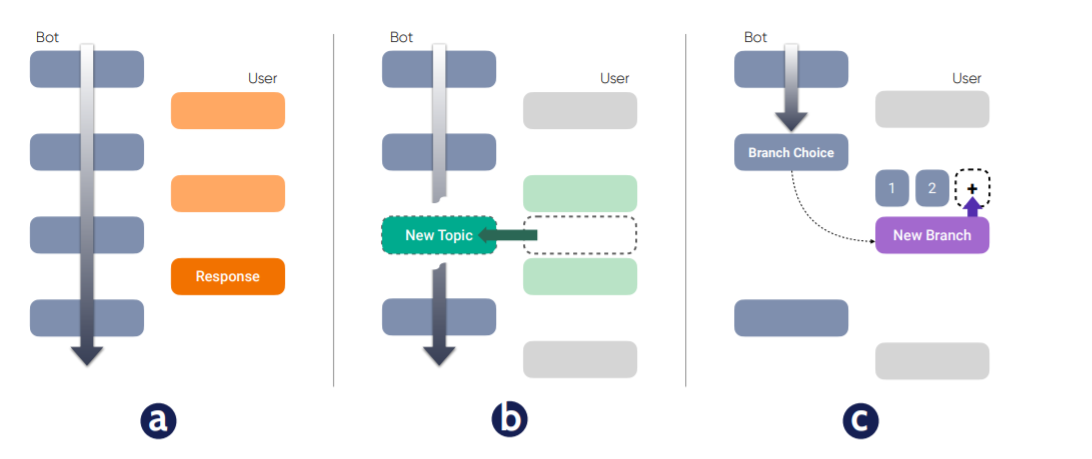 Bot
User
Response
a
Bot
User
New Topic
b
Bot
User
Branch Choice
1 2 +
New Branch
c